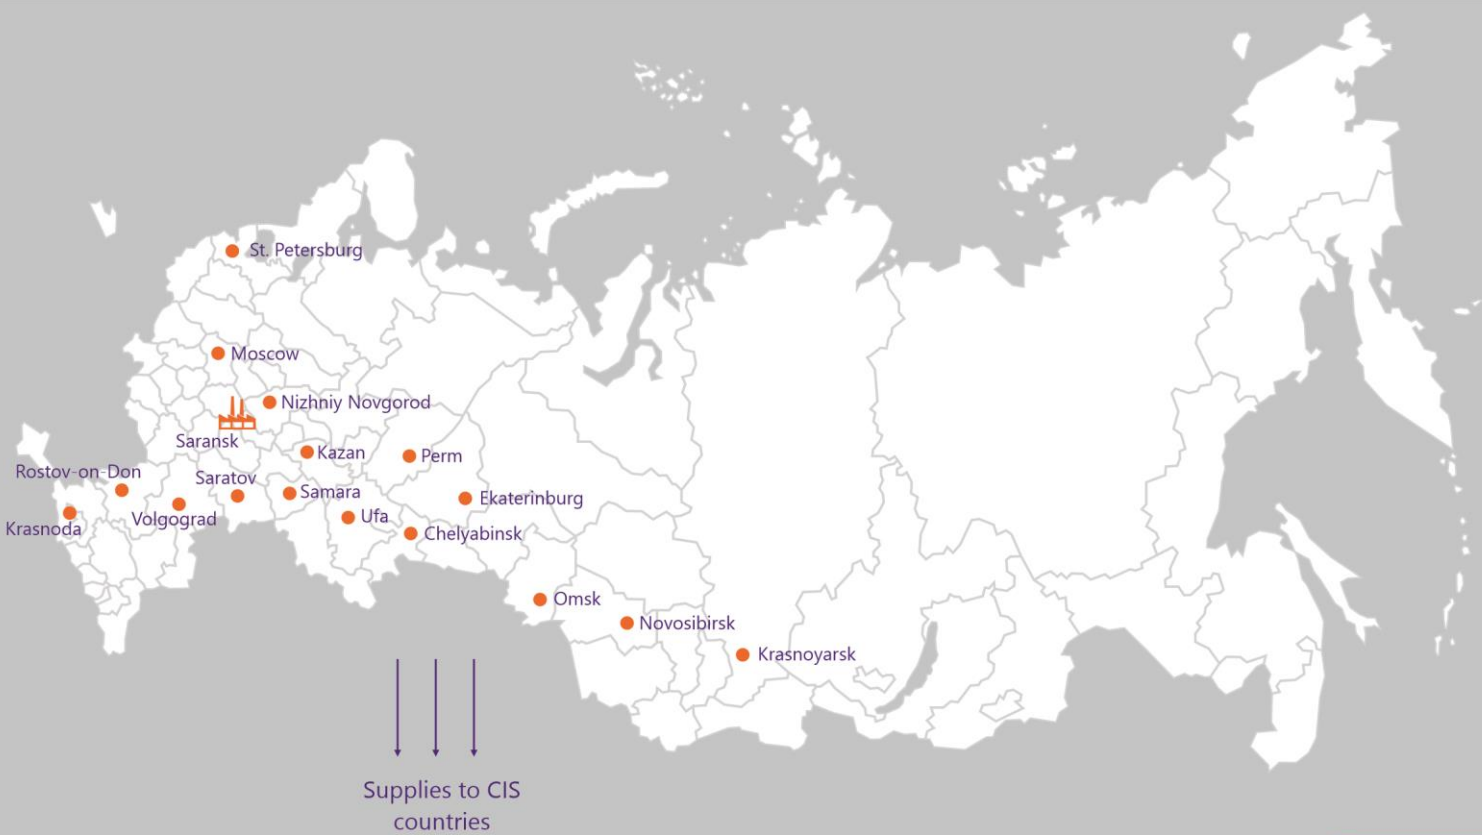 St. Petersburg
Moscow
Nizhniy Novgorod
Saransk
Kazan
Perm
Rostov-on-Don
Saratov
Samara
Ekaterinburg
Krasnoda
Volgograd
Ufa
Chelyabinsk
Omsk
Novosibirsk
Krasnoyarsk
Supplies to CIS
countries